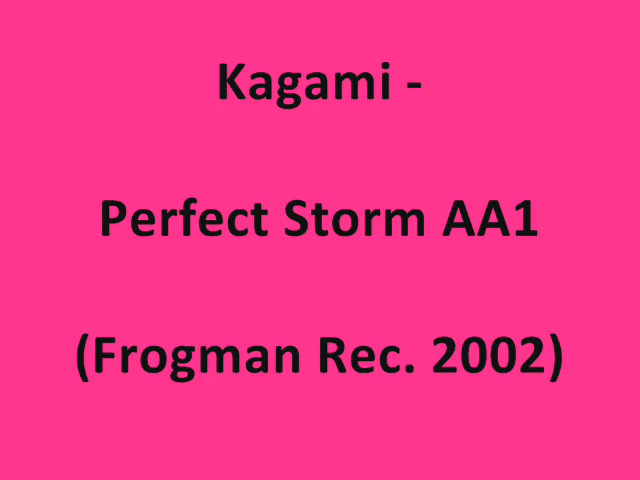 Kagami -
Perfect Storm AA1
(Frogman Rec. 2002)